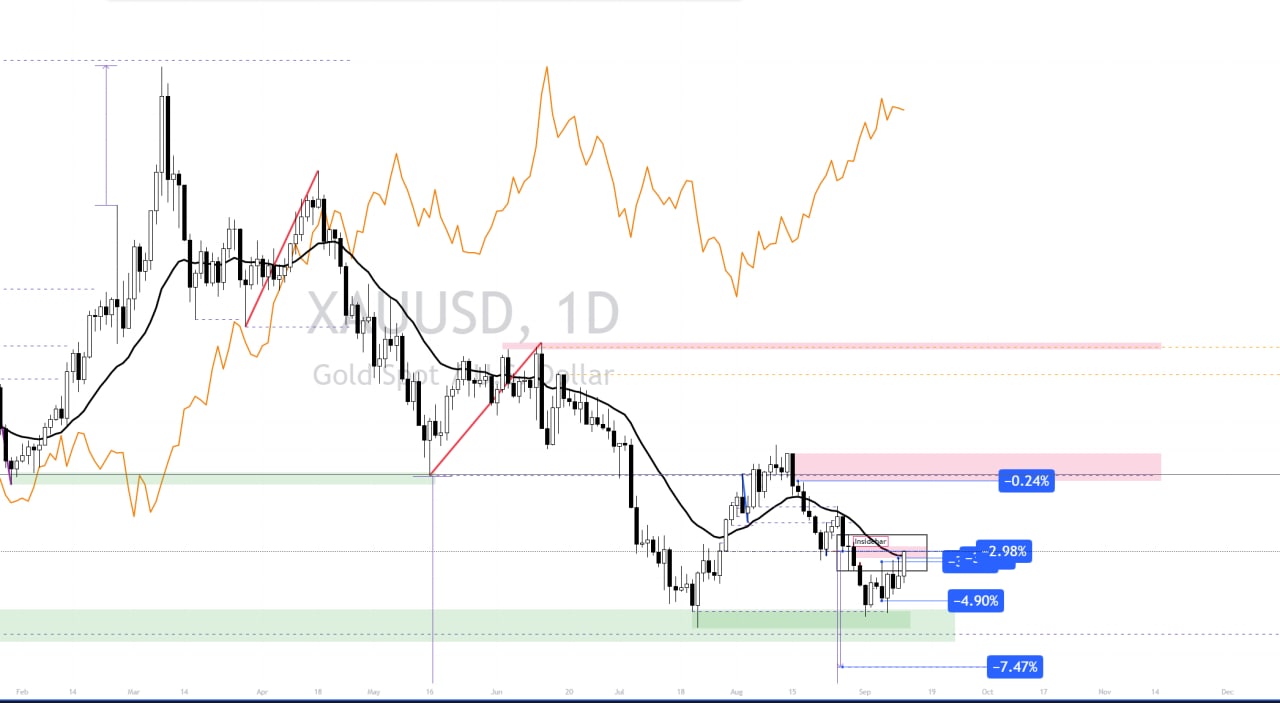 XAUUSD, 1D
Gold Spot Dollar
−0.24%
Insidebar
−2.98%
−4.90%
−7.47%
Feb 14 Mar 14 Apr 18 May 16 Jun 20 Jul 18 Aug 15 Sep 19 Oct 17 Nov 14 Dec